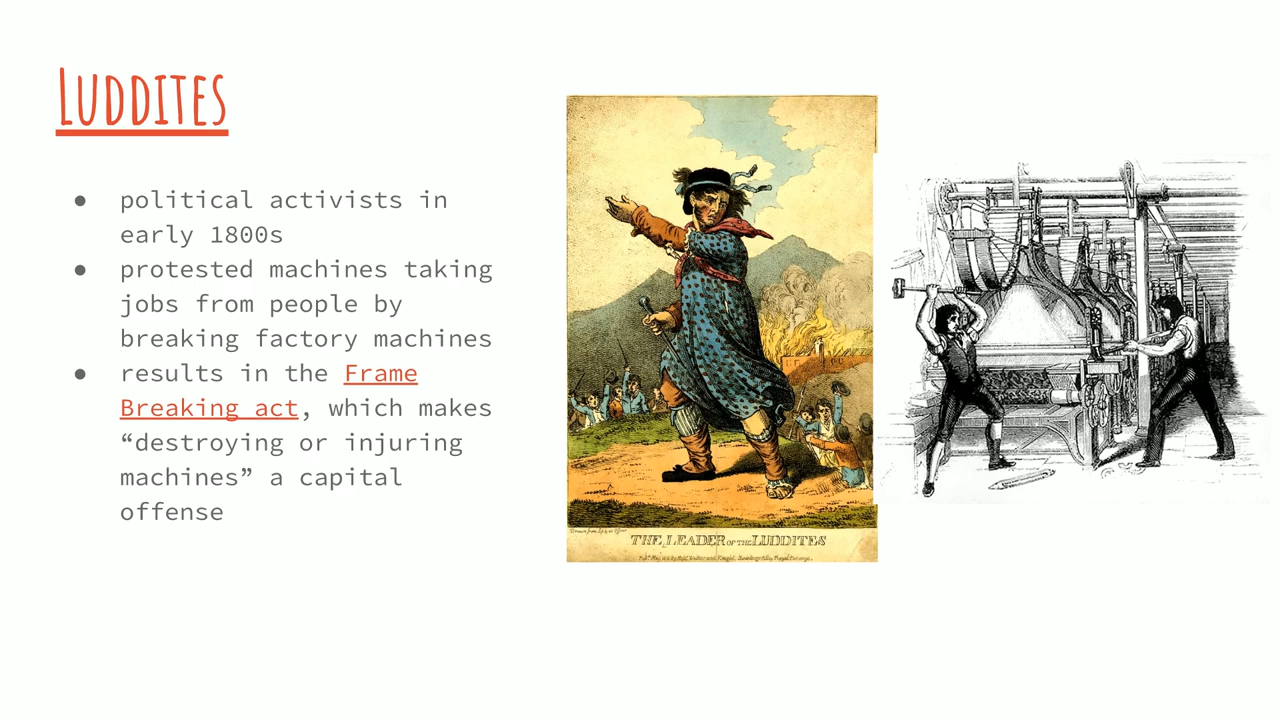 Luddites
● political activists in
early 1800s
● protested machines taking
jobs from people by
breaking factory machines
● results in the Frame
Breaking act, which makes
“destroying or injuring
machines” a capital
offense
THE LEADER OF THE LUDDITES